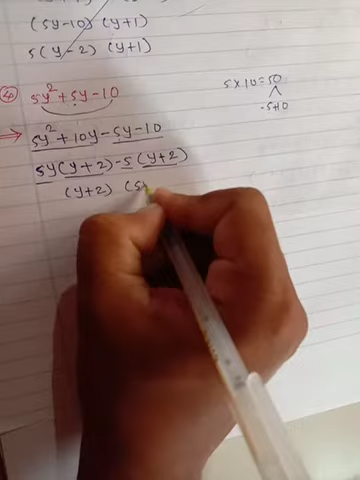 (5y-10) (y+1)
5(y-2) (y+1)
④ 5y²+5y-10
5×10=50
-5+10
⇒ 5y²+10y-5y-10
5y(y+2)-5(y+2)
(y+2) (5